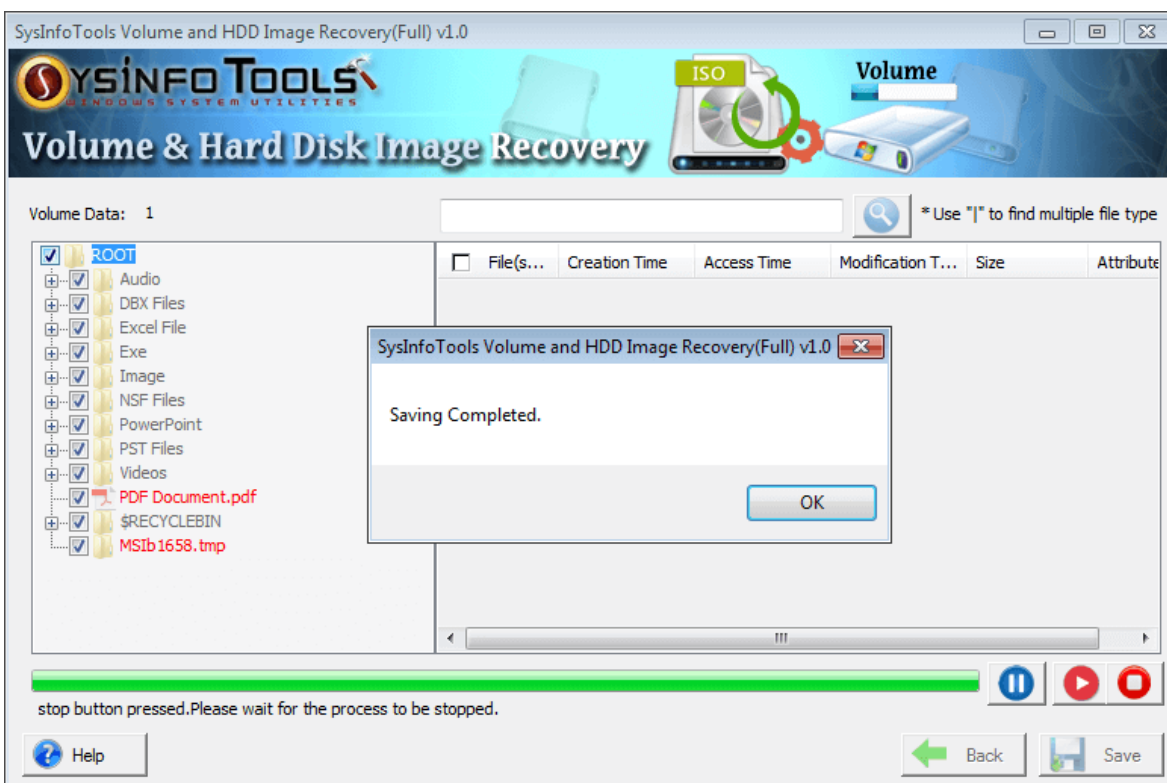 SysInfoTools Volume and HDD Image Recovery(Full) v1.0
SYSINFO TOOLS
WINDOWS SYSTEM UTILITIES
ISO
Volume
Volume & Hard Disk Image Recovery
Volume Data: 1
* Use "|" to find multiple file type
ROOT
Audio
DBX Files
Excel File
Exe
Image
NSF Files
PowerPoint
PST Files
Videos
PDF Document.pdf
$RECYCLEBIN
MSIb1658.tmp
File(s... Creation Time Access Time Modification T... Size Attribute
SysInfoTools Volume and HDD Image Recovery(Full) v1.0
Saving Completed.
OK
stop button pressed.Please wait for the process to be stopped.
Help
Back
Save